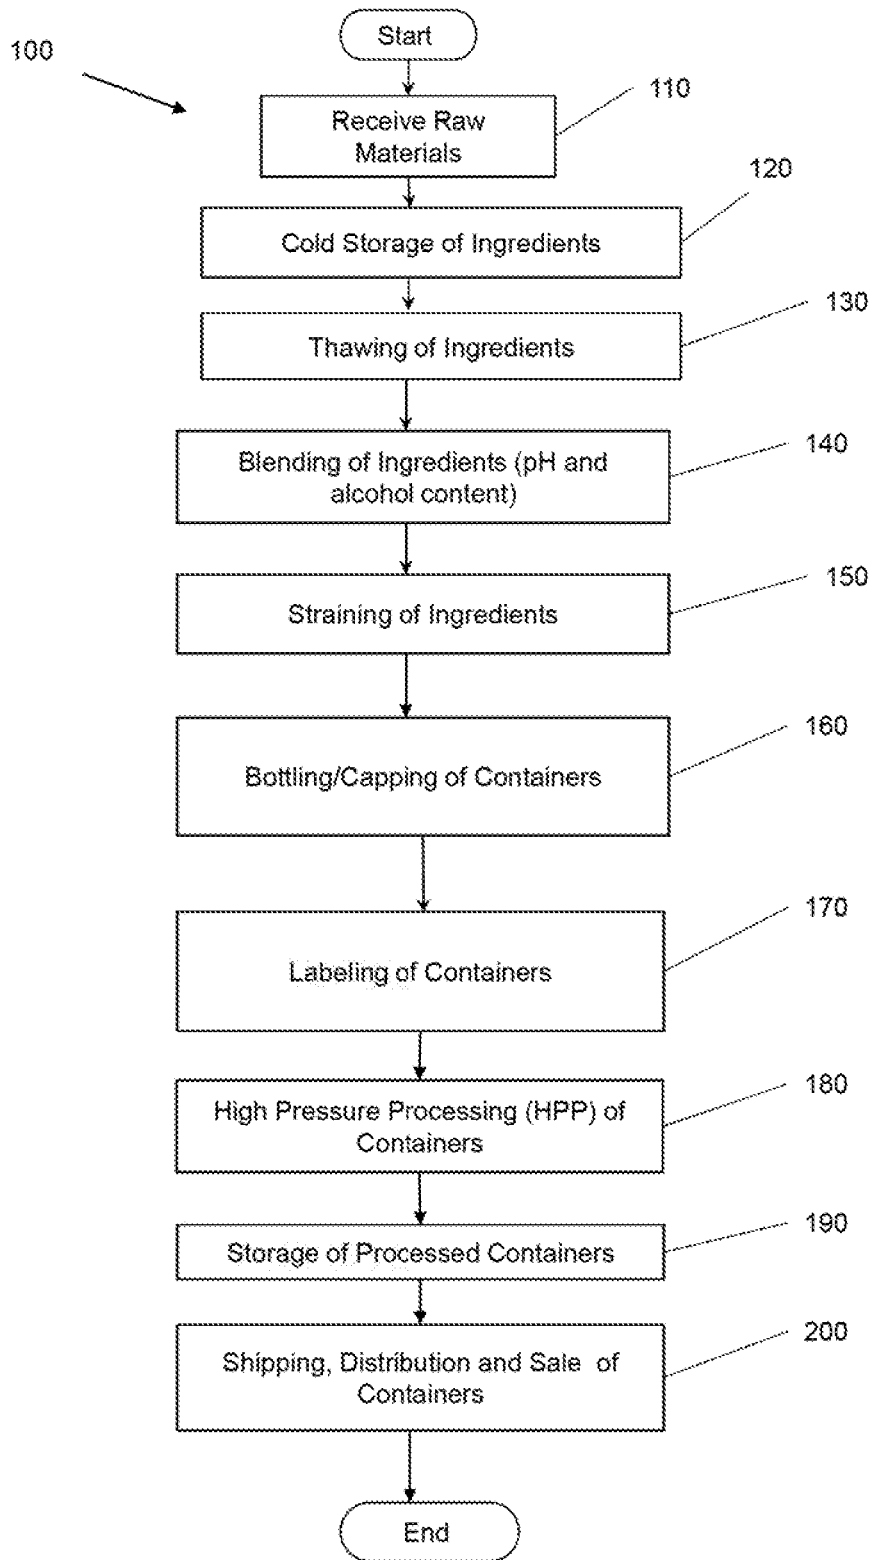 Start
100
110
Receive Raw
Materials
120
Cold Storage of Ingredients
130
Thawing of Ingredients
140
Blending of Ingredients (pH and
alcohol content)
150
Straining of Ingredients
160
Bottling/Capping of Containers
170
Labeling of Containers
180
High Pressure Processing (HPP) of
Containers
190
Storage of Processed Containers
200
Shipping, Distribution and Sale of
Containers
End